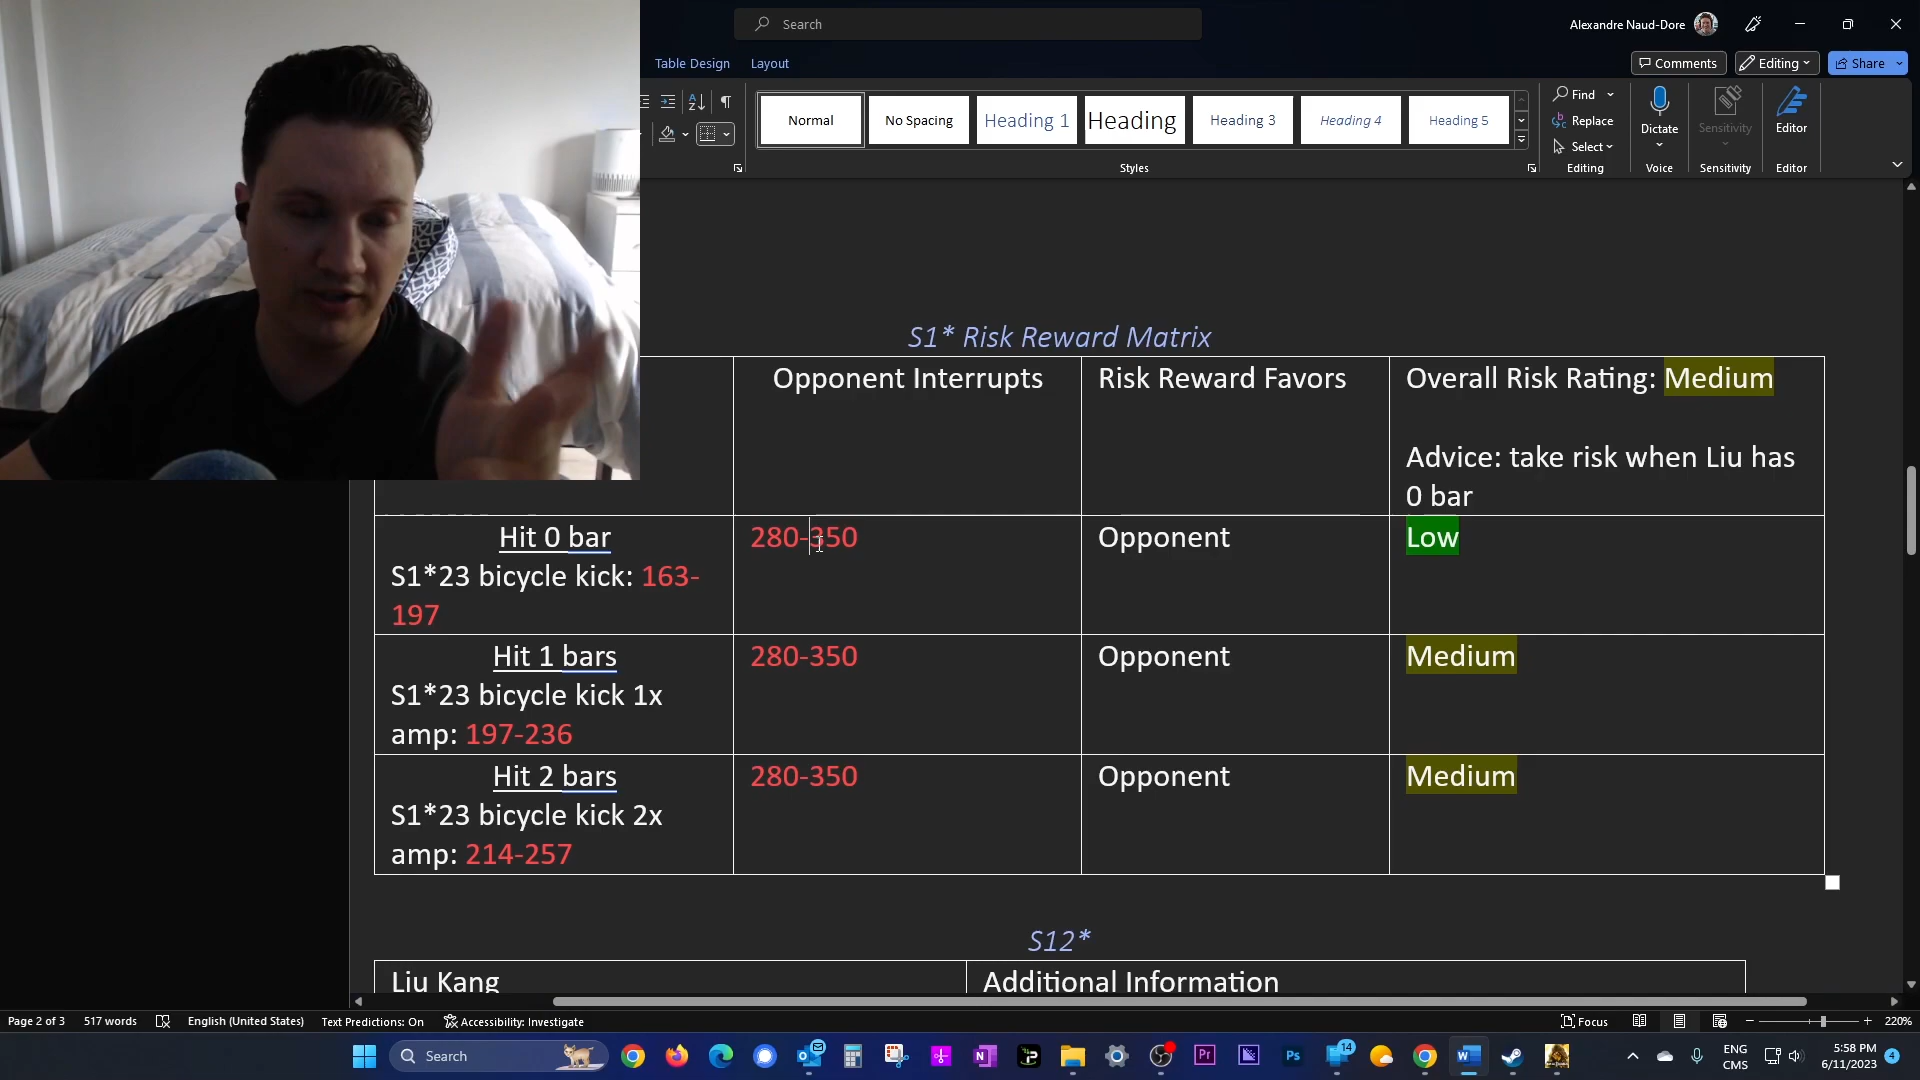 Search
Alexandre Naud-Dore
Table Design
Layout
Comments
Editing
Share
Normal
No Spacing
Heading 1
Heading
Heading 3
Heading 4
Heading 5
Find
Replace
Select
Dictate
Sensitivity
Editor
Styles
Editing
Voice
Sensitivity
Editor
S1* Risk Reward Matrix
Opponent Interrupts
Risk Reward Favors
Overall Risk Rating: Medium
Advice: take risk when Liu has
0 bar
Hit 0 bar
S1*23 bicycle kick: 163-
197
280-350
Opponent
Low
Hit 1 bars
S1*23 bicycle kick 1x
amp: 197-236
280-350
Opponent
Medium
Hit 2 bars
S1*23 bicycle kick 2x
amp: 214-257
280-350
Opponent
Medium
S12*
Liu Kang
Additional Information
Page 2 of 3
517 words
English (United States)
Text Predictions: On
Accessibility: Investigate
Focus
220%
Search
14
ENG
CMS
5:58 PM
6/11/2023
4